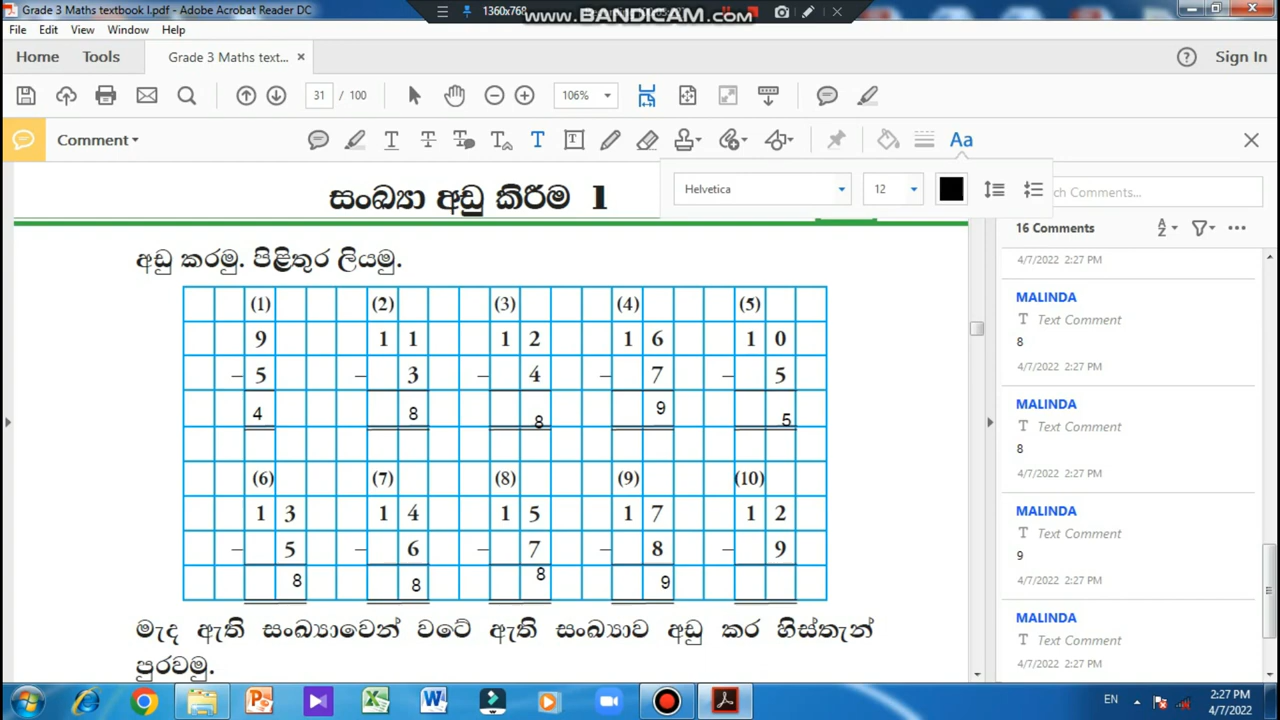 Grade 3 Maths textbook I.pdf - Adobe Acrobat Reader DC
1360x768
www.BANDICAM.com
File Edit View Window Help
Home Tools Grade 3 Maths text... × Sign In
31 / 100 106%
Comment Aa
Helvetica 12
ch Comments...
16 Comments
සංඛ්‍යා අඩු කිරීම 1
අඩු කරමු. පිළිතුර ලියමු.
(1) (2) (3) (4) (5)
9 1 1 1 2 1 6 1 0
– 5 – 3 – 4 – 7 – 5
4 8 8 9 5
(6) (7) (8) (9) (10)
1 3 1 4 1 5 1 7 1 2
– 5 – 6 – 7 – 8 – 9
8 8 8 9
මැද ඇති සංඛ්‍යාවෙන් වටේ ඇති සංඛ්‍යාව අඩු කර හිස්තැන්
පුරවමු.
4/7/2022 2:27 PM
MALINDA
T Text Comment
8
4/7/2022 2:27 PM
MALINDA
T Text Comment
8
4/7/2022 2:27 PM
MALINDA
T Text Comment
9
4/7/2022 2:27 PM
MALINDA
T Text Comment
4/7/2022 2:27 PM
EN
2:27 PM
4/7/2022